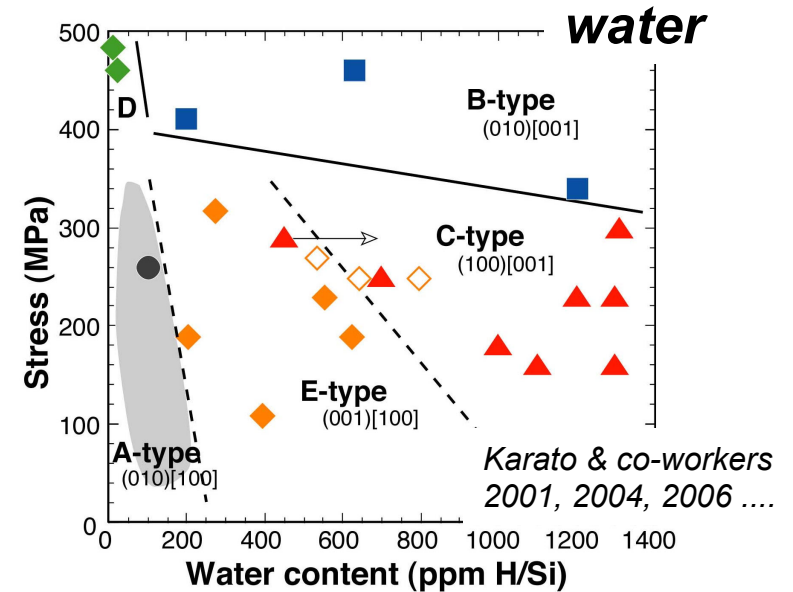 water
500
400
300
200
100
0
Stress (MPa)
D
B-type
(010)[001]
C-type
(100)[001]
E-type
(001)[100]
A-type
(010)[100]
Karato & co-workers
2001, 2004, 2006 ....
0 200 400 600 800 1000 1200 1400
Water content (ppm H/Si)